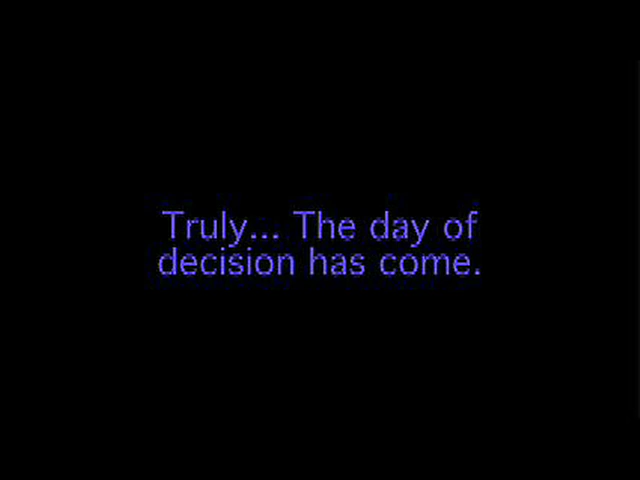 Truly... The day of
decision has come.